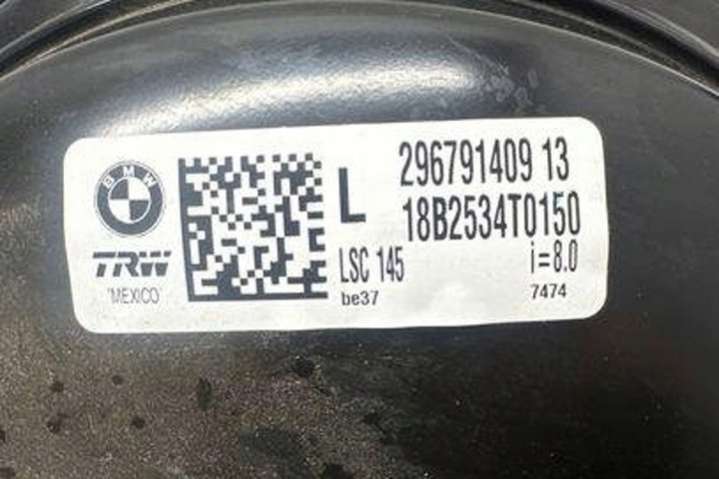 BMW
TRW
"MEXICO"
L
LSC 145
be37
296791409 13
18B2534T0150
i=8.0
7474